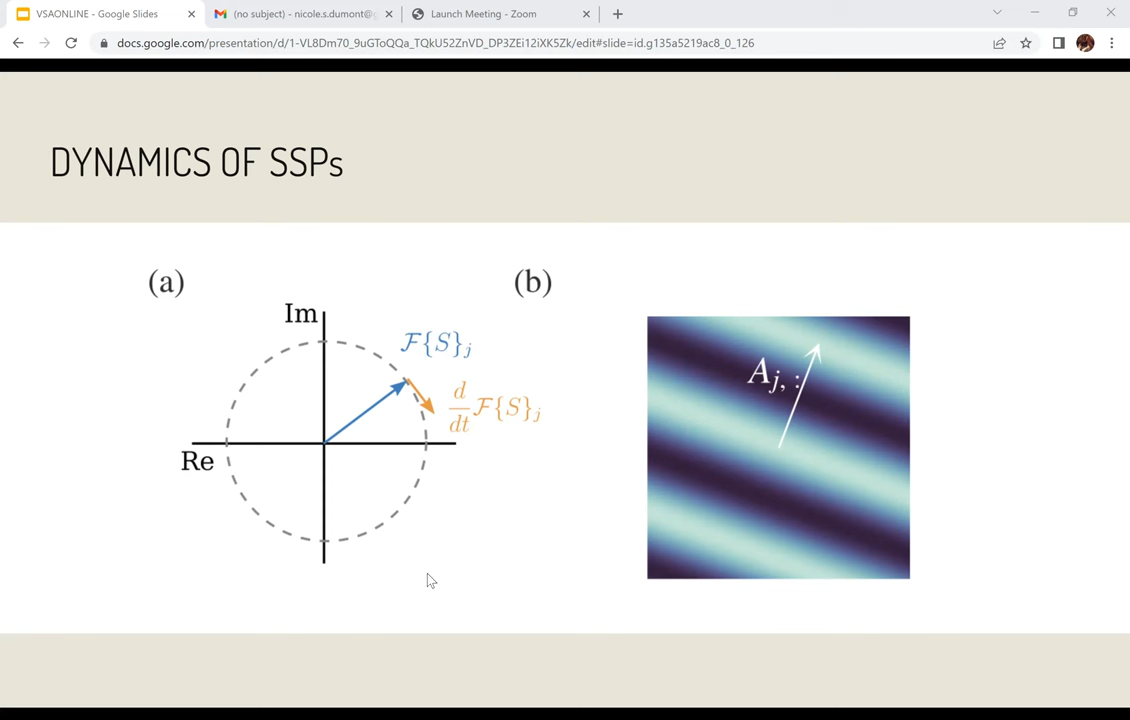 VSAONLINE - Google Slides
(no subject) - nicole.s.dumont@g
Launch Meeting - Zoom
docs.google.com/presentation/d/1-VL8Dm70_9uGToQQa_TQkU52ZnVD_DP3ZEi12iXK5Zk/edit#slide=id.g135a5219ac8_0_126
DYNAMICS OF SSPs
(a)
(b)
Im
ℱ{S}ⱼ
d/dt ℱ{S}ⱼ
Re
A_{j,:}